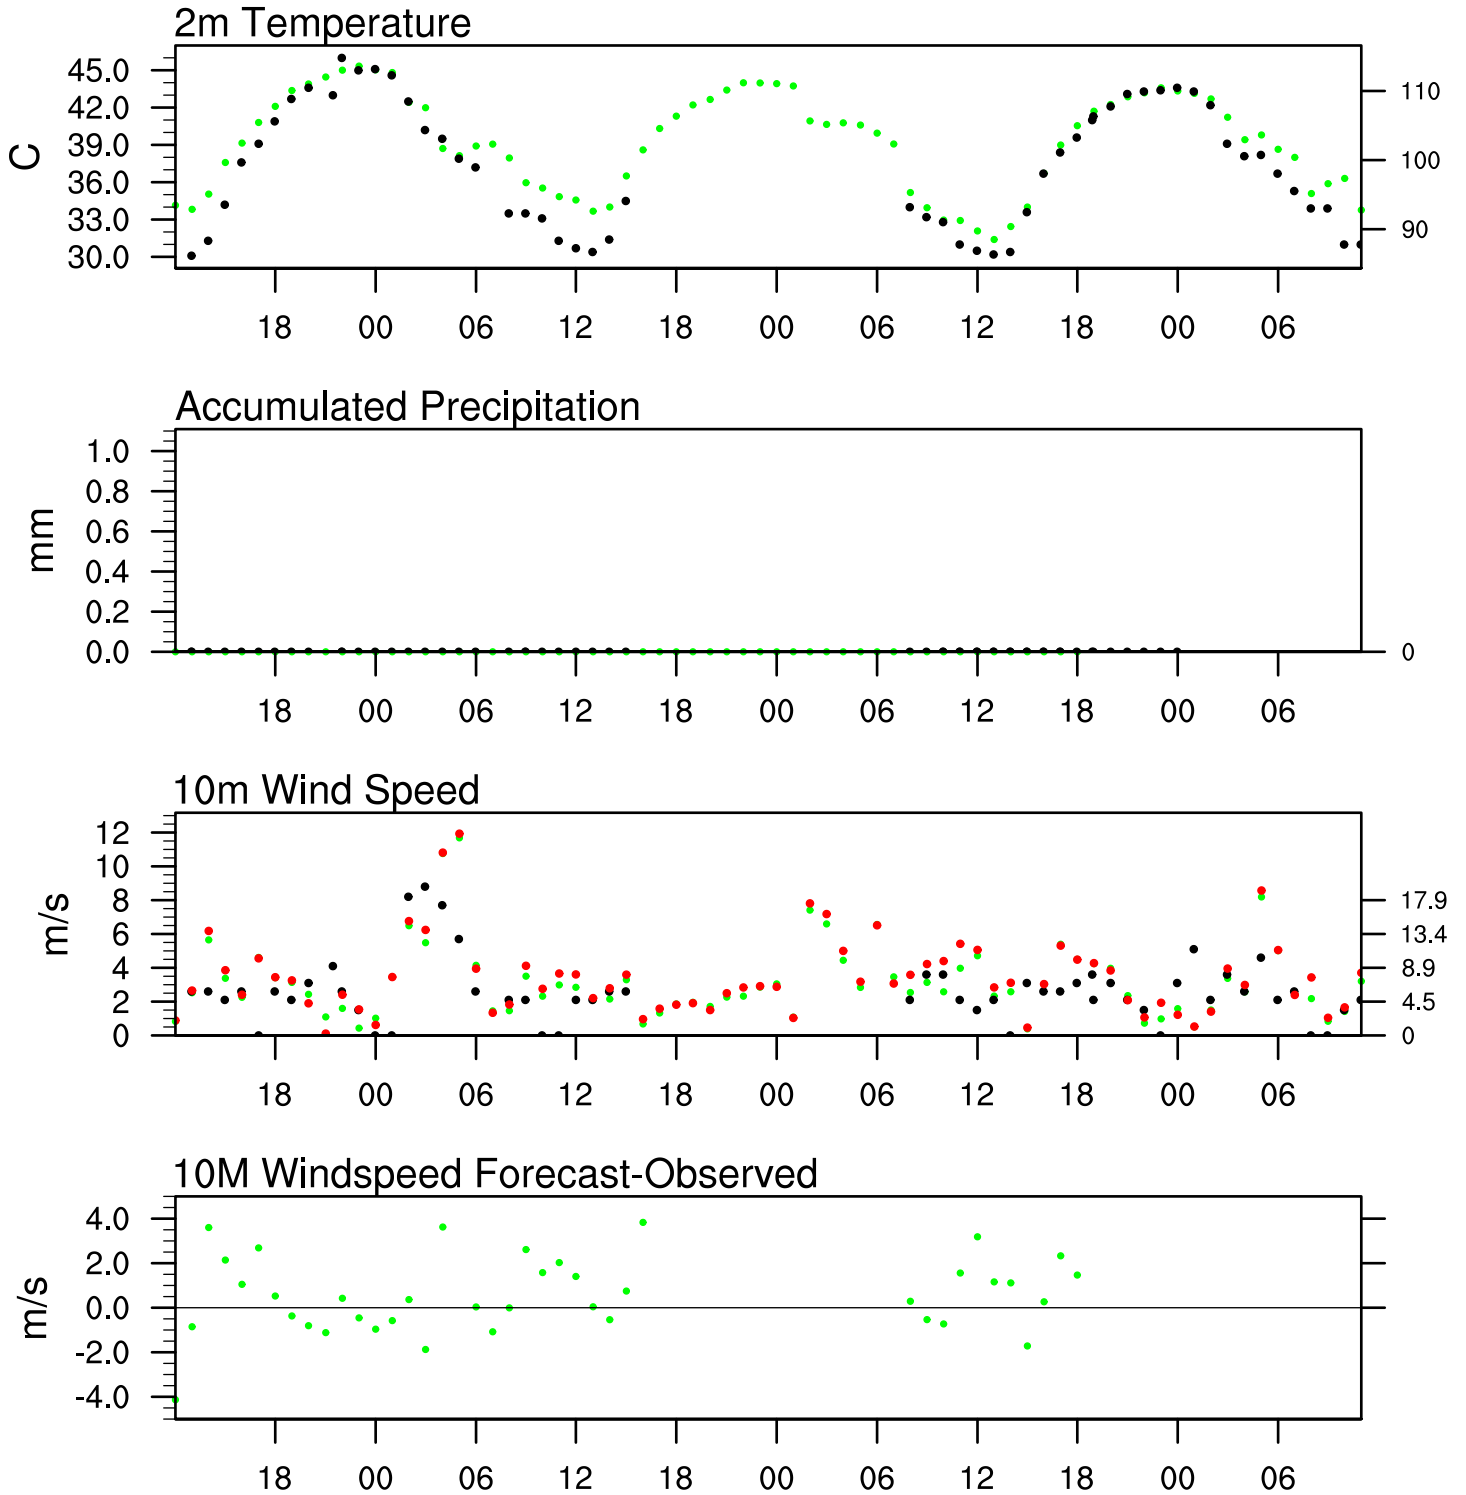 2m Temperature
45.0
42.0
39.0
36.0
33.0
30.0
C
110
100
90
18 00 06 12 18 00 06 12 18 00 06
Accumulated Precipitation
1.0
0.8
0.6
0.4
0.2
0.0
mm
0
18 00 06 12 18 00 06 12 18 00 06
10m Wind Speed
12
10
8
6
4
2
0
m/s
17.9
13.4
8.9
4.5
0
18 00 06 12 18 00 06 12 18 00 06
10M Windspeed Forecast-Observed
4.0
2.0
0.0
-2.0
-4.0
m/s
18 00 06 12 18 00 06 12 18 00 06